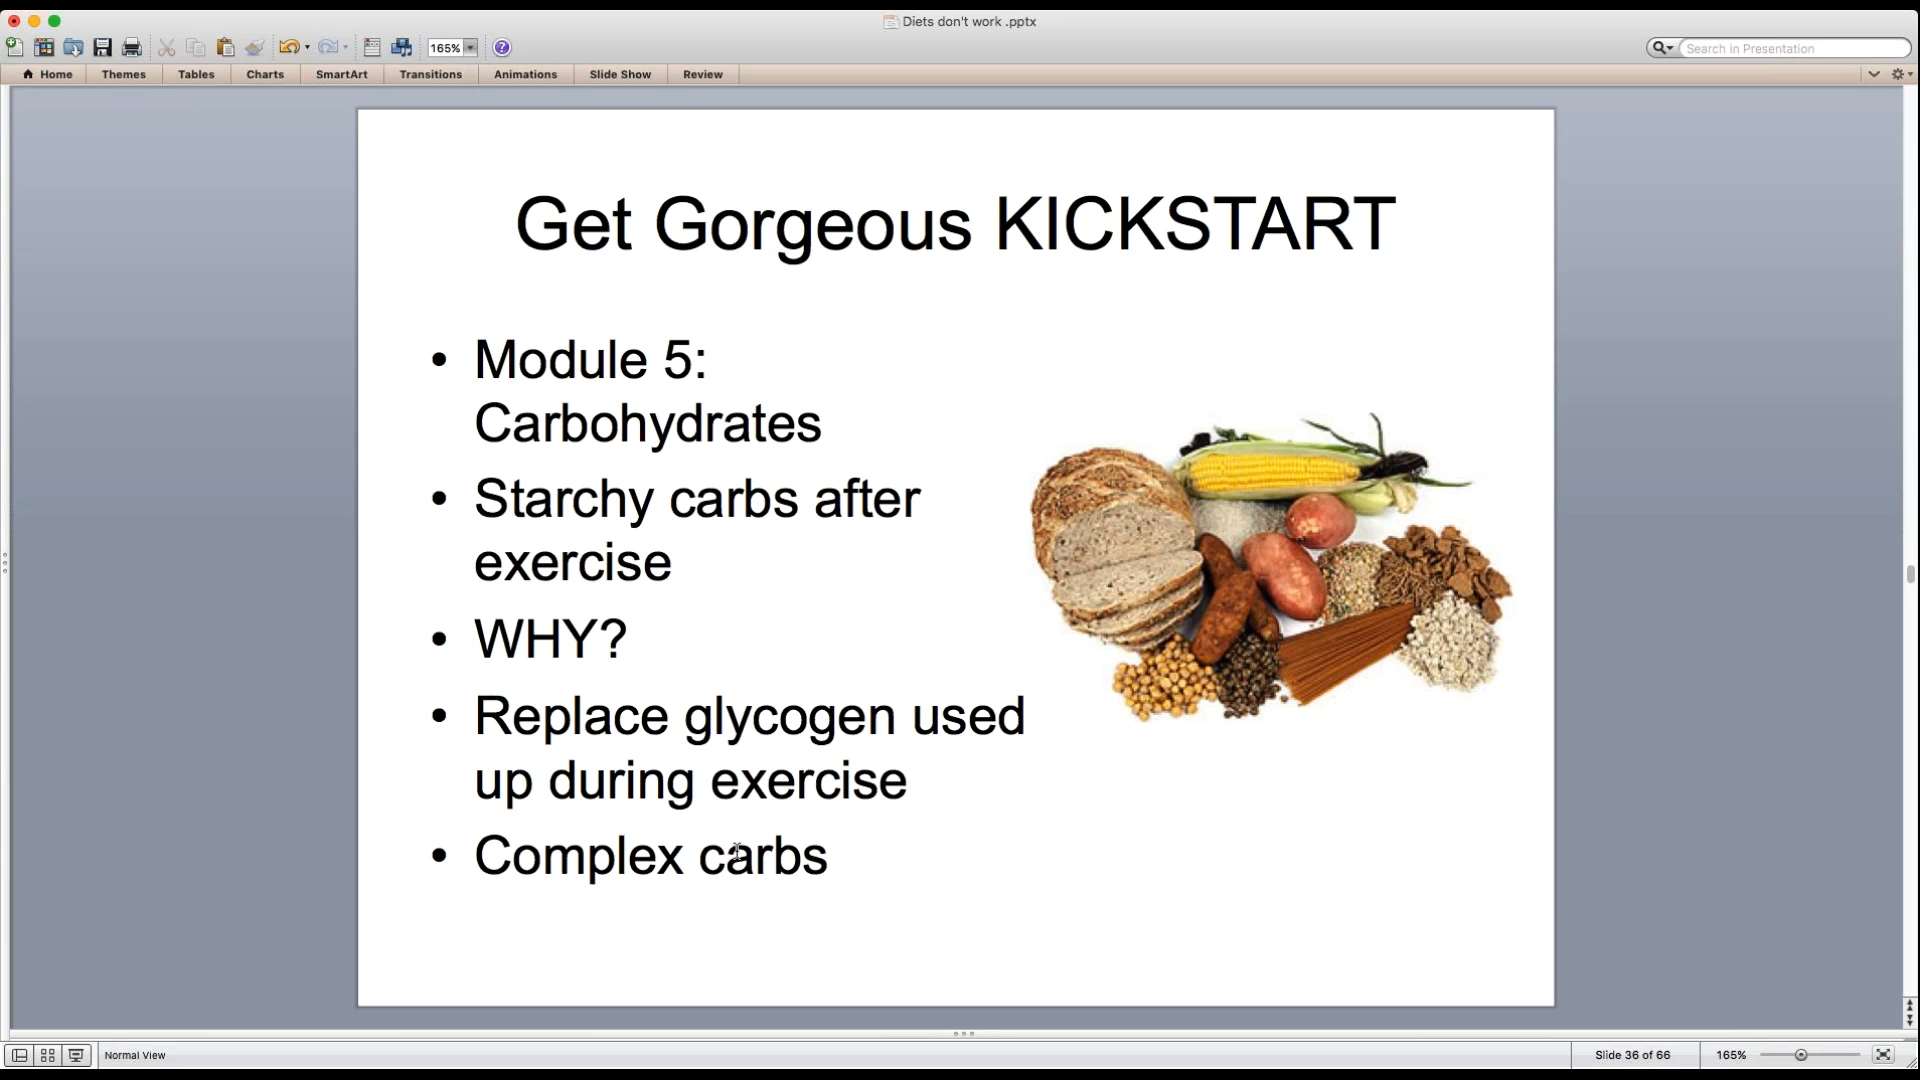 Diets don't work .pptx
165%
Search in Presentation
Home Themes Tables Charts SmartArt Transitions Animations Slide Show Review
Get Gorgeous KICKSTART
• Module 5:
Carbohydrates
• Starchy carbs after
exercise
• WHY?
• Replace glycogen used
up during exercise
• Complex carbs
Normal View
Slide 36 of 66
165%